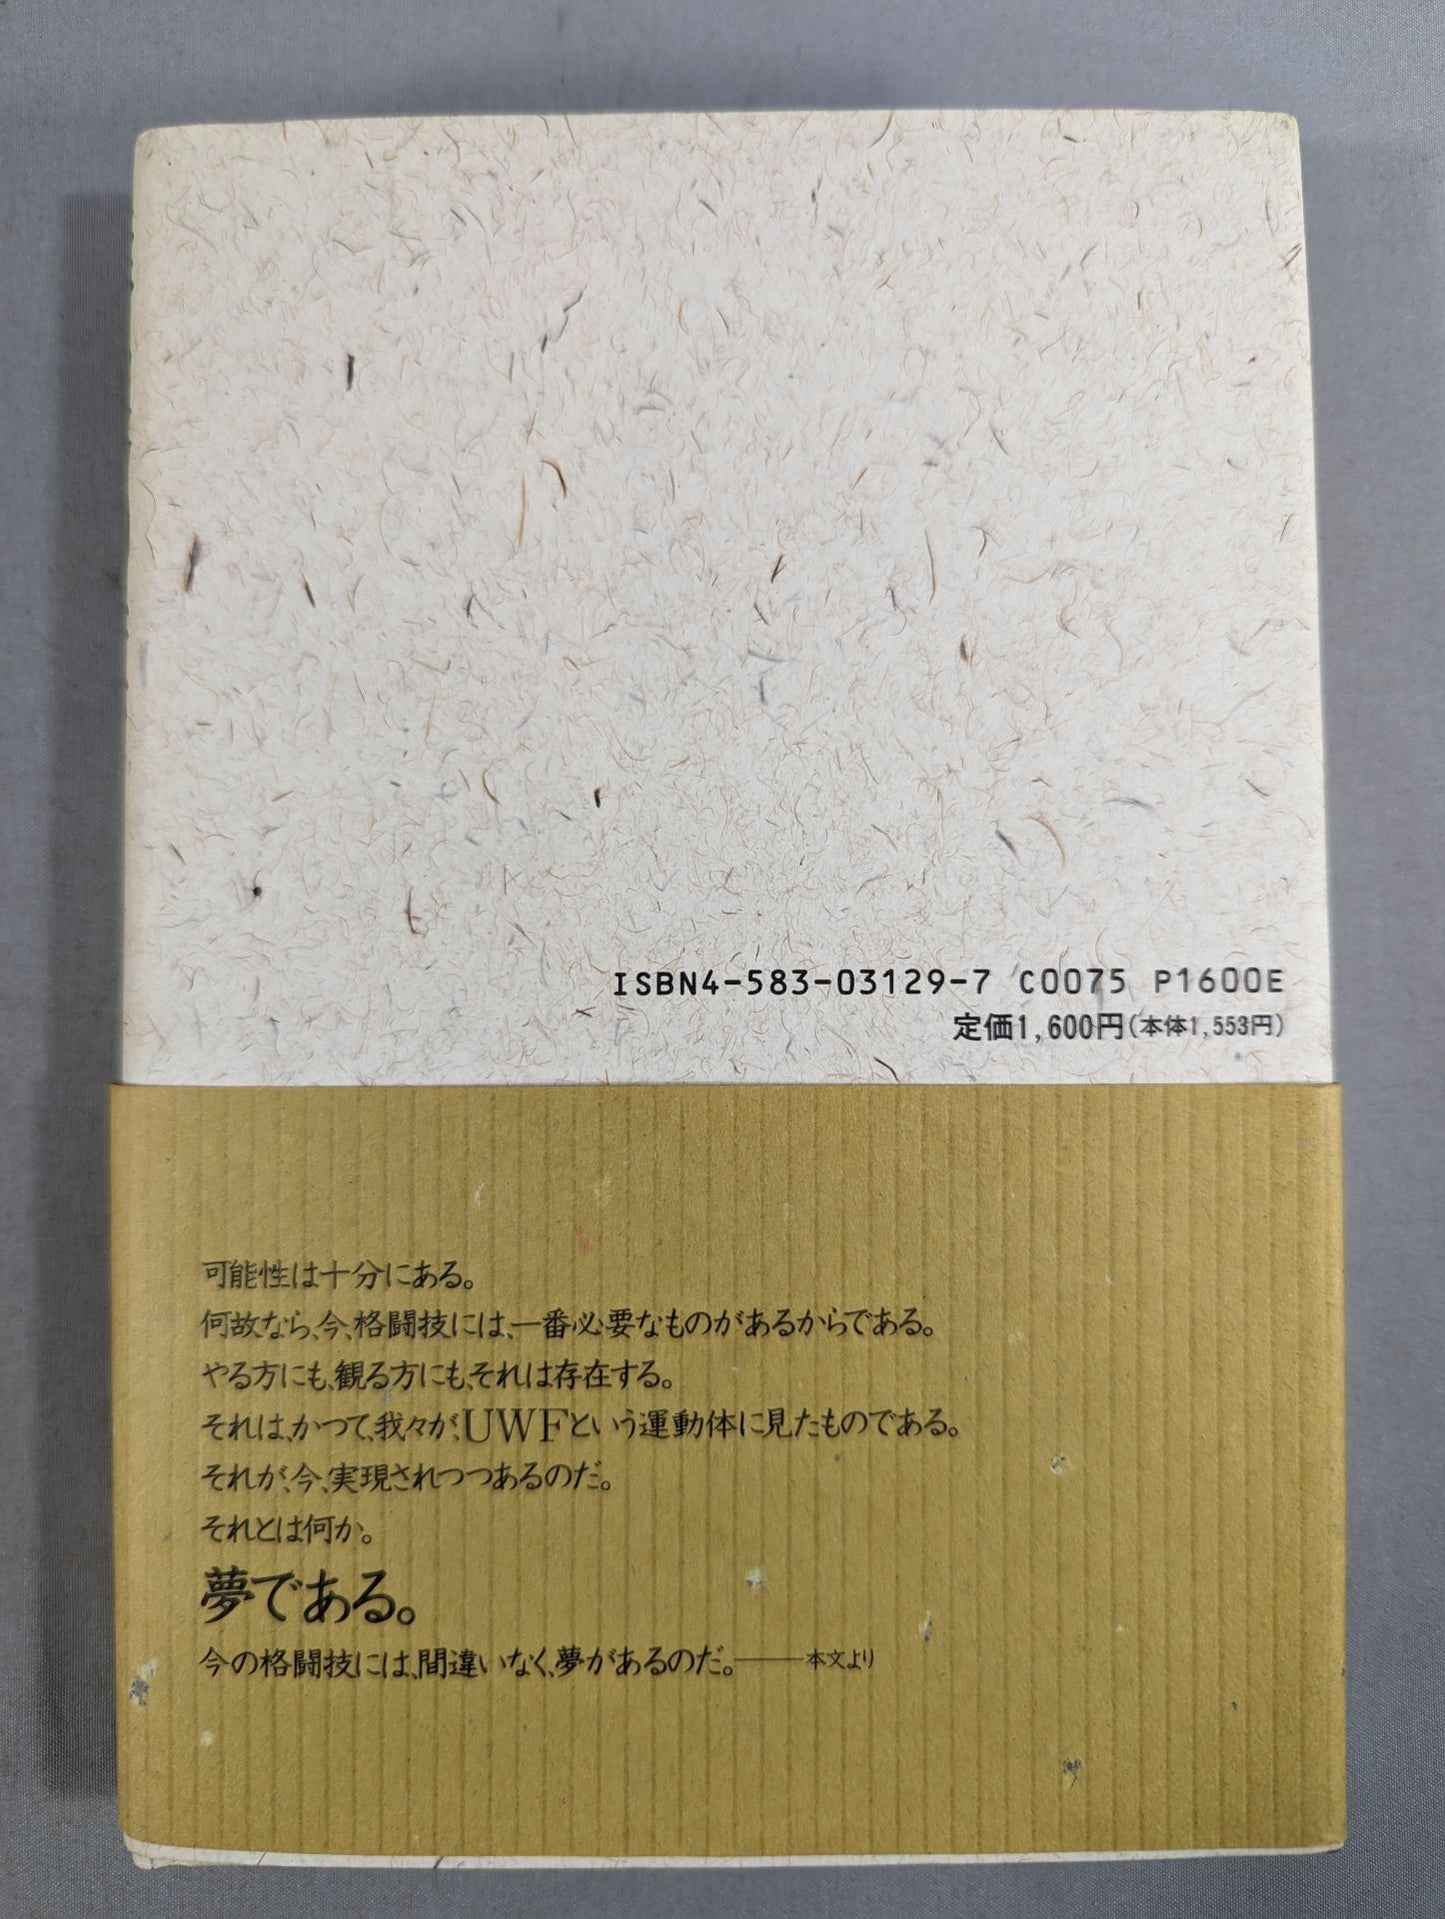 ISBN4-583-03129-7 C0075 P1600E
定価1,600円(本体1,553円)
可能性は十分にある。
何故なら、今、格闘技には、一番必要なものがあるからである。
やる方にも、観る方にも、それは存在する。
それは、かつて、我々が、UWFという運動体に見たものである。
それが、今、実現されつつあるのだ。
それとは何か。
夢である。
今の格闘技には、間違いなく、夢があるのだ。――本文より